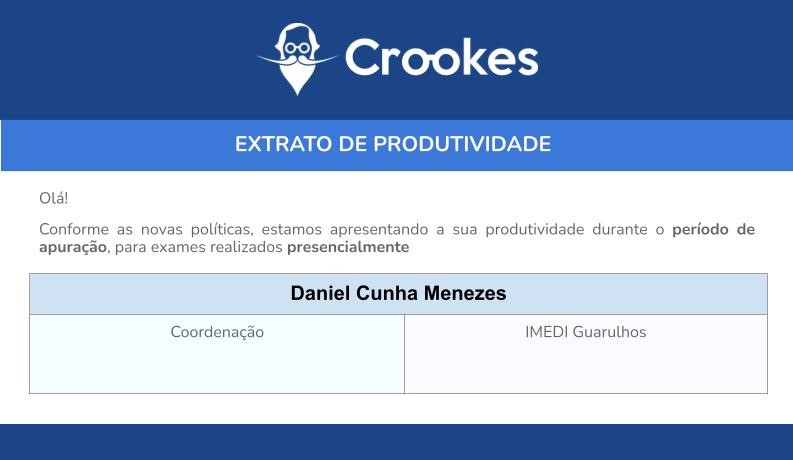 Crookes
EXTRATO DE PRODUTIVIDADE
Olá!
Conforme as novas políticas, estamos apresentando a sua produtividade durante o período de
apuração, para exames realizados presencialmente
Daniel Cunha Menezes
Coordenação
IMEDI Guarulhos